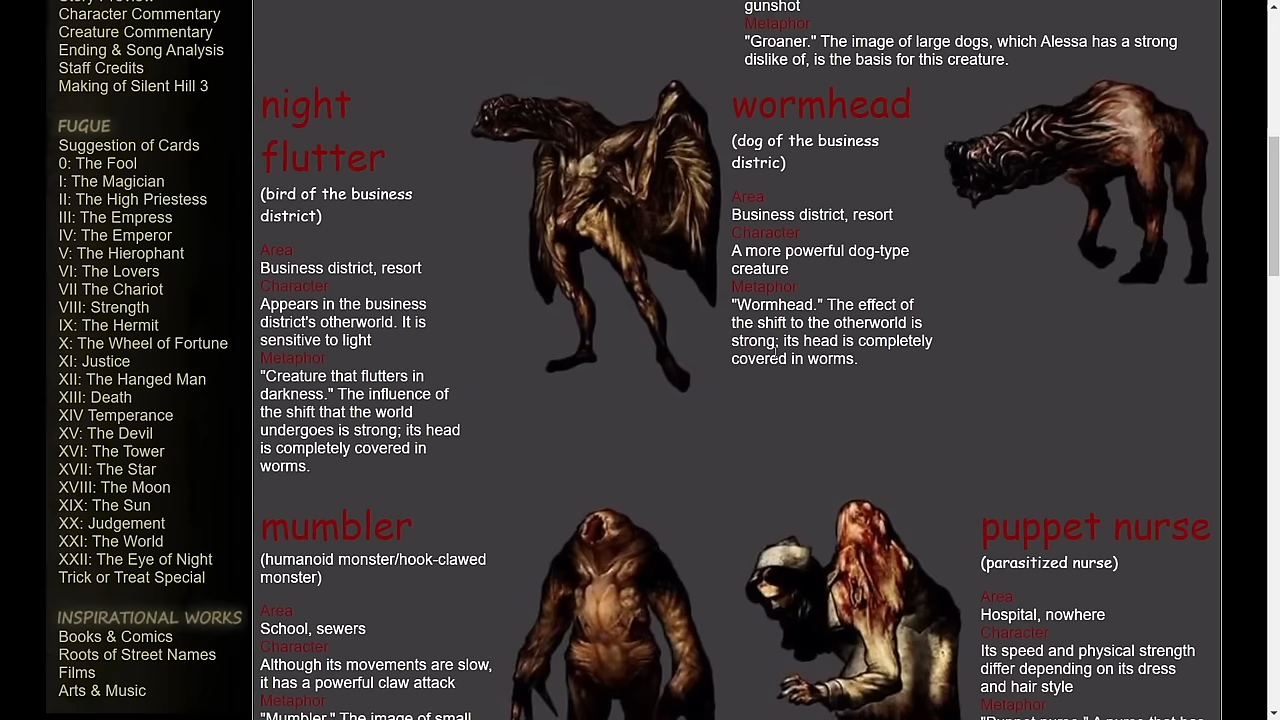 Character Commentary
Creature Commentary
Ending & Song Analysis
Staff Credits
Making of Silent Hill 3
FUGUE
Suggestion of Cards
0: The Fool
I: The Magician
II: The High Priestess
III: The Empress
IV: The Emperor
V: The Hierophant
VI: The Lovers
VII The Chariot
VIII: Strength
IX: The Hermit
X: The Wheel of Fortune
XI: Justice
XII: The Hanged Man
XIII: Death
XIV Temperance
XV: The Devil
XVI: The Tower
XVII: The Star
XVIII: The Moon
XIX: The Sun
XX: Judgement
XXI: The World
XXII: The Eye of Night
Trick or Treat Special
INSPIRATIONAL WORKS
Books & Comics
Roots of Street Names
Films
Arts & Music
gunshot
Metaphor
"Groaner." The image of large dogs, which Alessa has a strong
dislike of, is the basis for this creature.
night
flutter
(bird of the business
district)
Area
Business district, resort
Character
Appears in the business
district's otherworld. It is
sensitive to light
Metaphor
"Creature that flutters in
darkness." The influence of
the shift that the world
undergoes is strong; its head
is completely covered in
worms.
wormhead
(dog of the business
distric)
Area
Business district, resort
Character
A more powerful dog-type
creature
Metaphor
"Wormhead." The effect of
the shift to the otherworld is
strong; its head is completely
covered in worms.
mumbler
(humanoid monster/hook-clawed
monster)
Area
School, sewers
Character
Although its movements are slow,
it has a powerful claw attack
Metaphor
"Mumbler." The image of small
puppet nurse
(parasitized nurse)
Area
Hospital, nowhere
Character
Its speed and physical strength
differ depending on its dress
and hair style
Metaphor
"Puppet nurse." A nurse that has